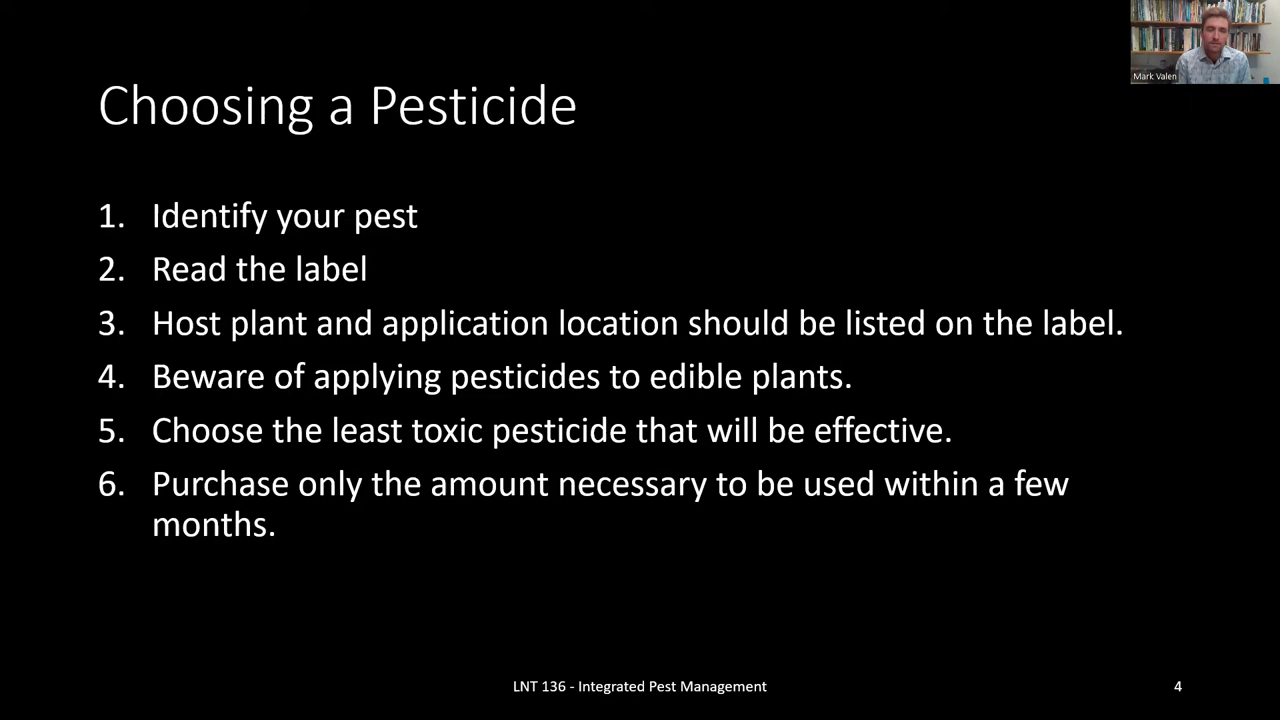 Mark Valen
Choosing a Pesticide
1. Identify your pest
2. Read the label
3. Host plant and application location should be listed on the label.
4. Beware of applying pesticides to edible plants.
5. Choose the least toxic pesticide that will be effective.
6. Purchase only the amount necessary to be used within a few
months.
LNT 136 - Integrated Pest Management
4